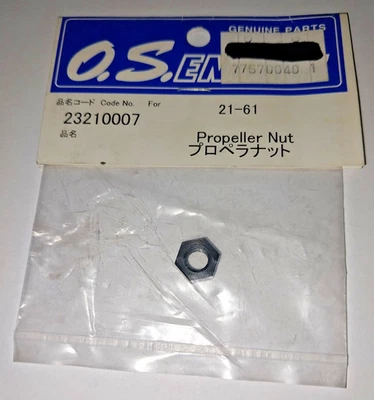 GENUINE PARTS
O.S.
77570040 1
品名コード Code No. For
23210007
21-61
品名
Propeller Nut
プロペラナット